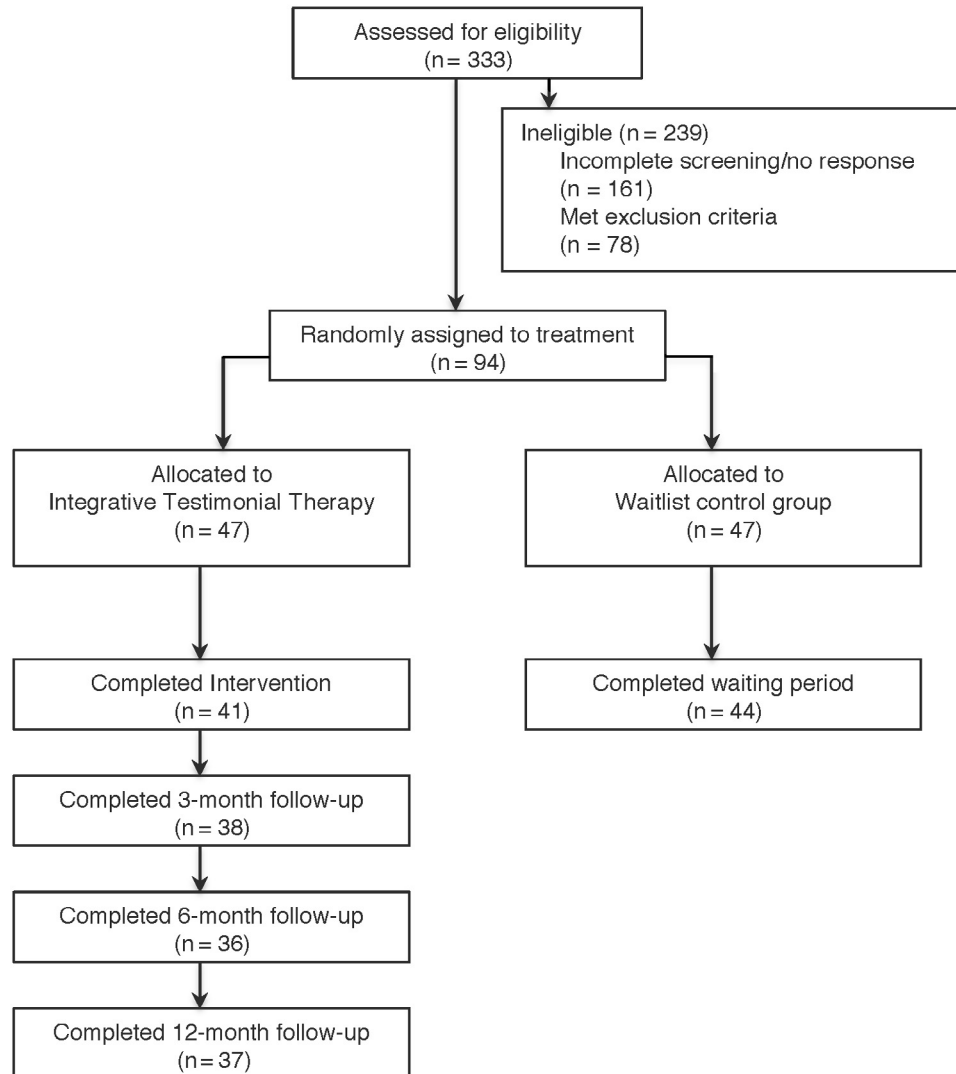 Assessed for eligibility
(n = 333)
Ineligible (n = 239)
Incomplete screening/no response
(n = 161)
Met exclusion criteria
(n = 78)
Randomly assigned to treatment
(n = 94)
Allocated to
Integrative Testimonial Therapy
(n = 47)
Allocated to
Waitlist control group
(n = 47)
Completed Intervention
(n = 41)
Completed waiting period
(n = 44)
Completed 3-month follow-up
(n = 38)
Completed 6-month follow-up
(n = 36)
Completed 12-month follow-up
(n = 37)